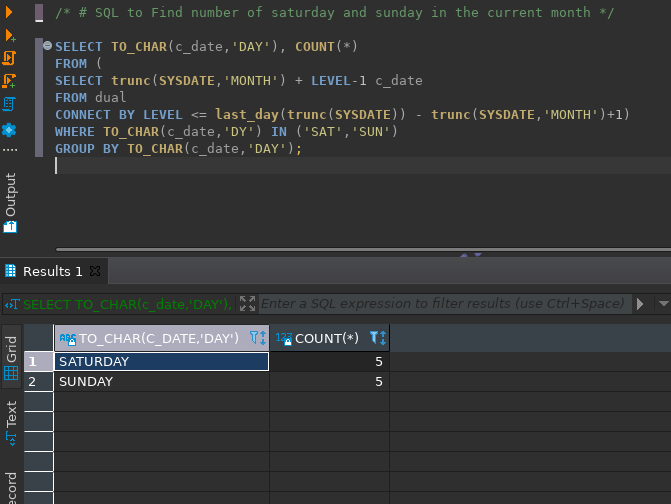 /* # SQL to Find number of saturday and sunday in the current month */
SELECT TO_CHAR(c_date,'DAY'), COUNT(*)
FROM (
SELECT trunc(SYSDATE,'MONTH') + LEVEL-1 c_date
FROM dual
CONNECT BY LEVEL <= last_day(trunc(SYSDATE)) - trunc(SYSDATE,'MONTH')+1)
WHERE TO_CHAR(c_date,'DY') IN ('SAT','SUN')
GROUP BY TO_CHAR(c_date,'DAY');
Output
Results 1
SELECT TO_CHAR(c_date,'DAY'),
Enter a SQL expression to filter results (use Ctrl+Space)
Grid
Text
ecord
ABC TO_CHAR(C_DATE,'DAY') 123 COUNT(*)
1 SATURDAY 5
2 SUNDAY 5